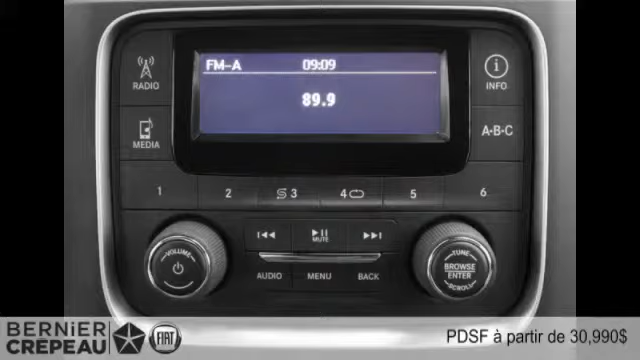 FM-A 09:09
89.9
RADIO
INFO
MEDIA
A-B-C
1 2 3 4 5 6
MUTE
VOLUME
TUNE
BROWSE
ENTER
SCROLL
AUDIO MENU BACK
BERNIER
CRÊPEAU
FIAT
PDSF à partir de 30,990$